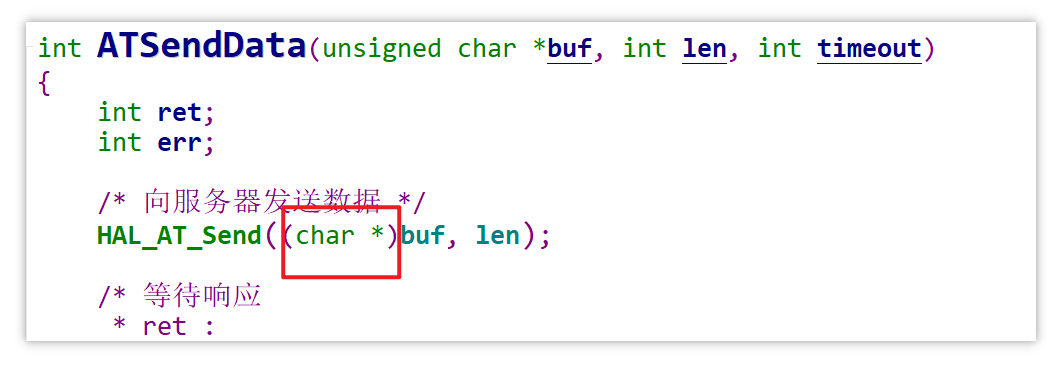 int ATSendData(unsigned char *buf, int len, int timeout)
{
int ret;
int err;
/* 向服务器发送数据 */
HAL_AT_Send((char *)buf, len);
/* 等待响应
* ret :